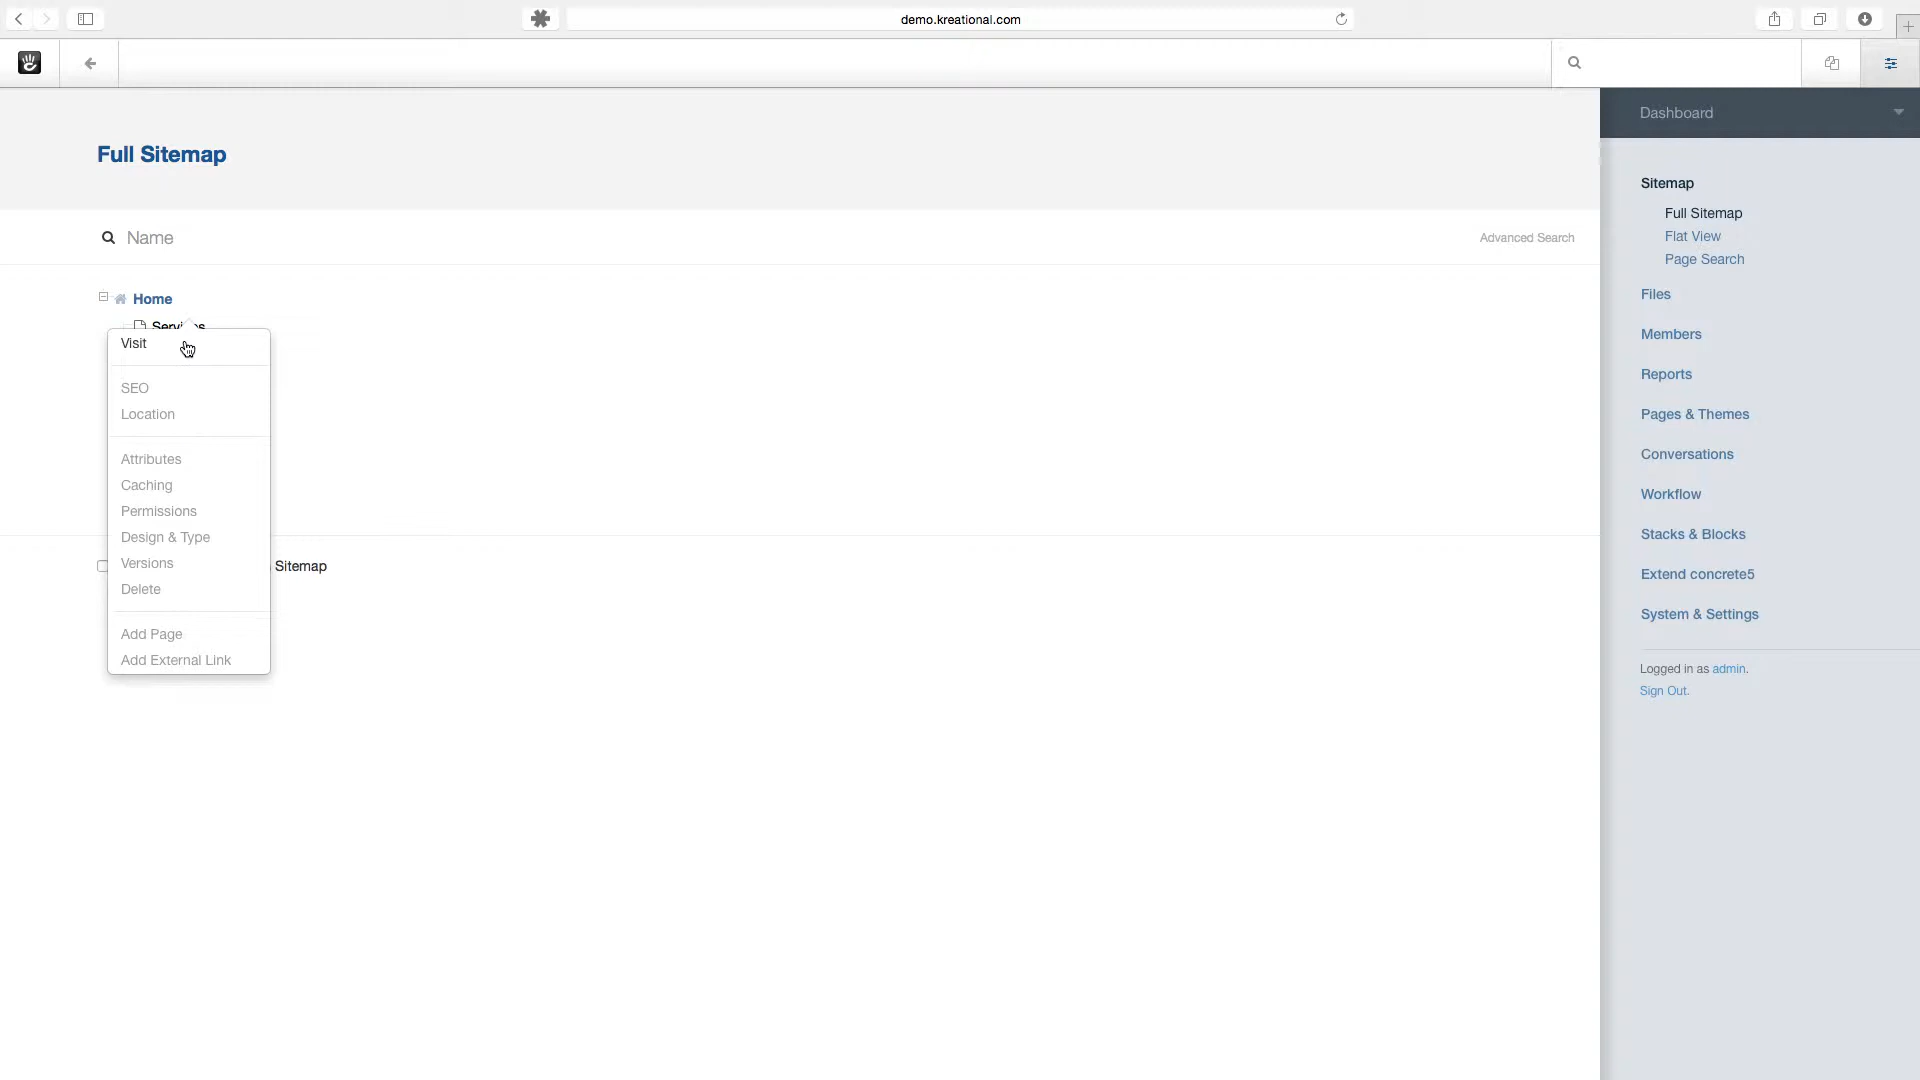 demo.kreational.com
Dashboard
Full Sitemap
Name
Advanced Search
Home
Services
Visit
SEO
Location
Attributes
Caching
Permissions
Design & Type
Versions
Delete
Add Page
Add External Link
Sitemap
Sitemap
Full Sitemap
Flat View
Page Search
Files
Members
Reports
Pages & Themes
Conversations
Workflow
Stacks & Blocks
Extend concrete5
System & Settings
Logged in as admin.
Sign Out.